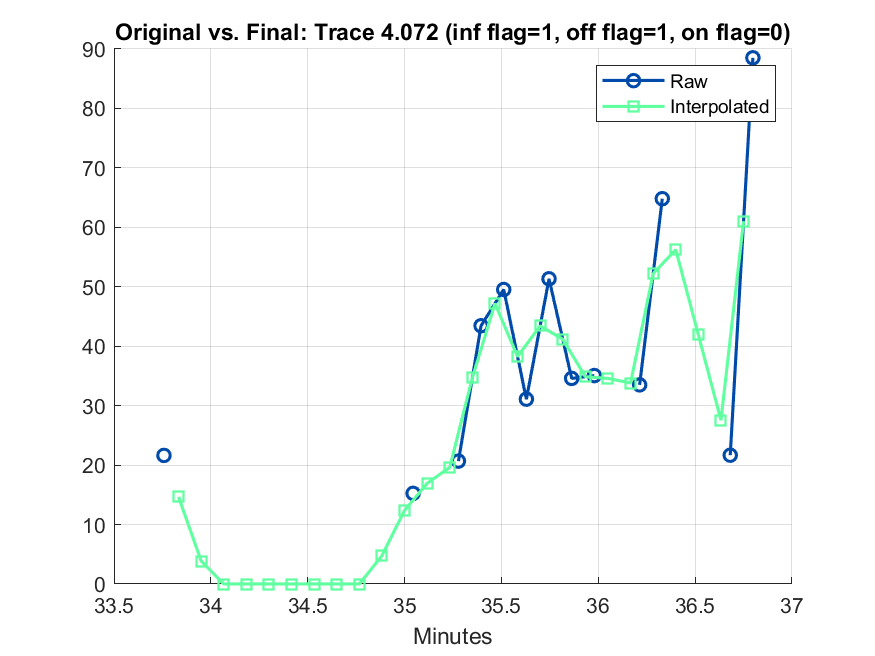 Original vs. Final: Trace 4.072 (inf flag=1, off flag=1, on flag=0)
90
80
70
60
50
40
30
20
10
0
Raw
Interpolated
33.5 34 34.5 35 35.5 36 36.5 37
Minutes